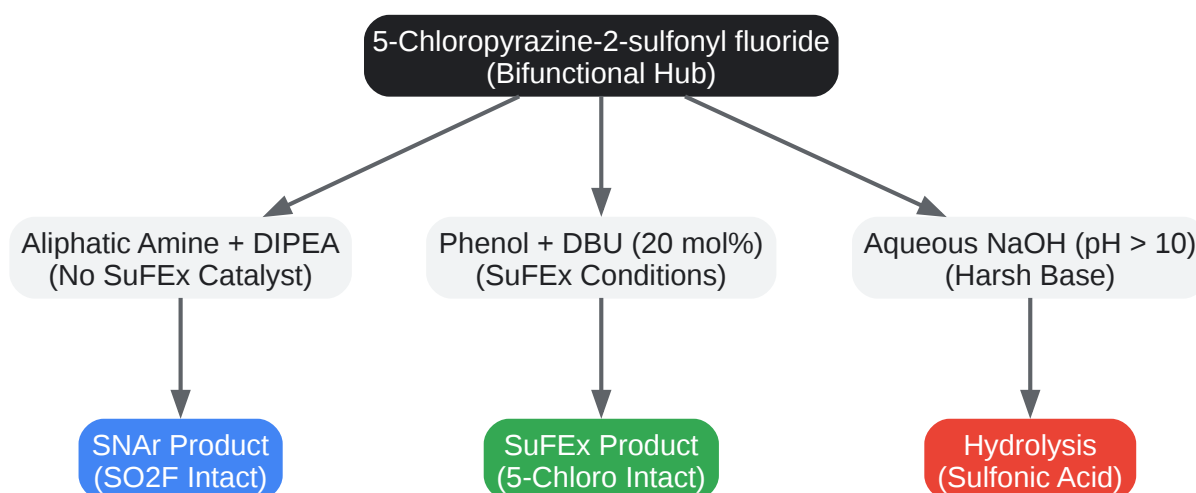 5-Chloropyrazine-2-sulfonyl fluoride
(Bifunctional Hub)
Aliphatic Amine + DIPEA
(No SuFEx Catalyst)
Phenol + DBU (20 mol%)
(SuFEx Conditions)
Aqueous NaOH (pH > 10)
(Harsh Base)
SNAr Product
(SO2F Intact)
SuFEx Product
(5-Chloro Intact)
Hydrolysis
(Sulfonic Acid)